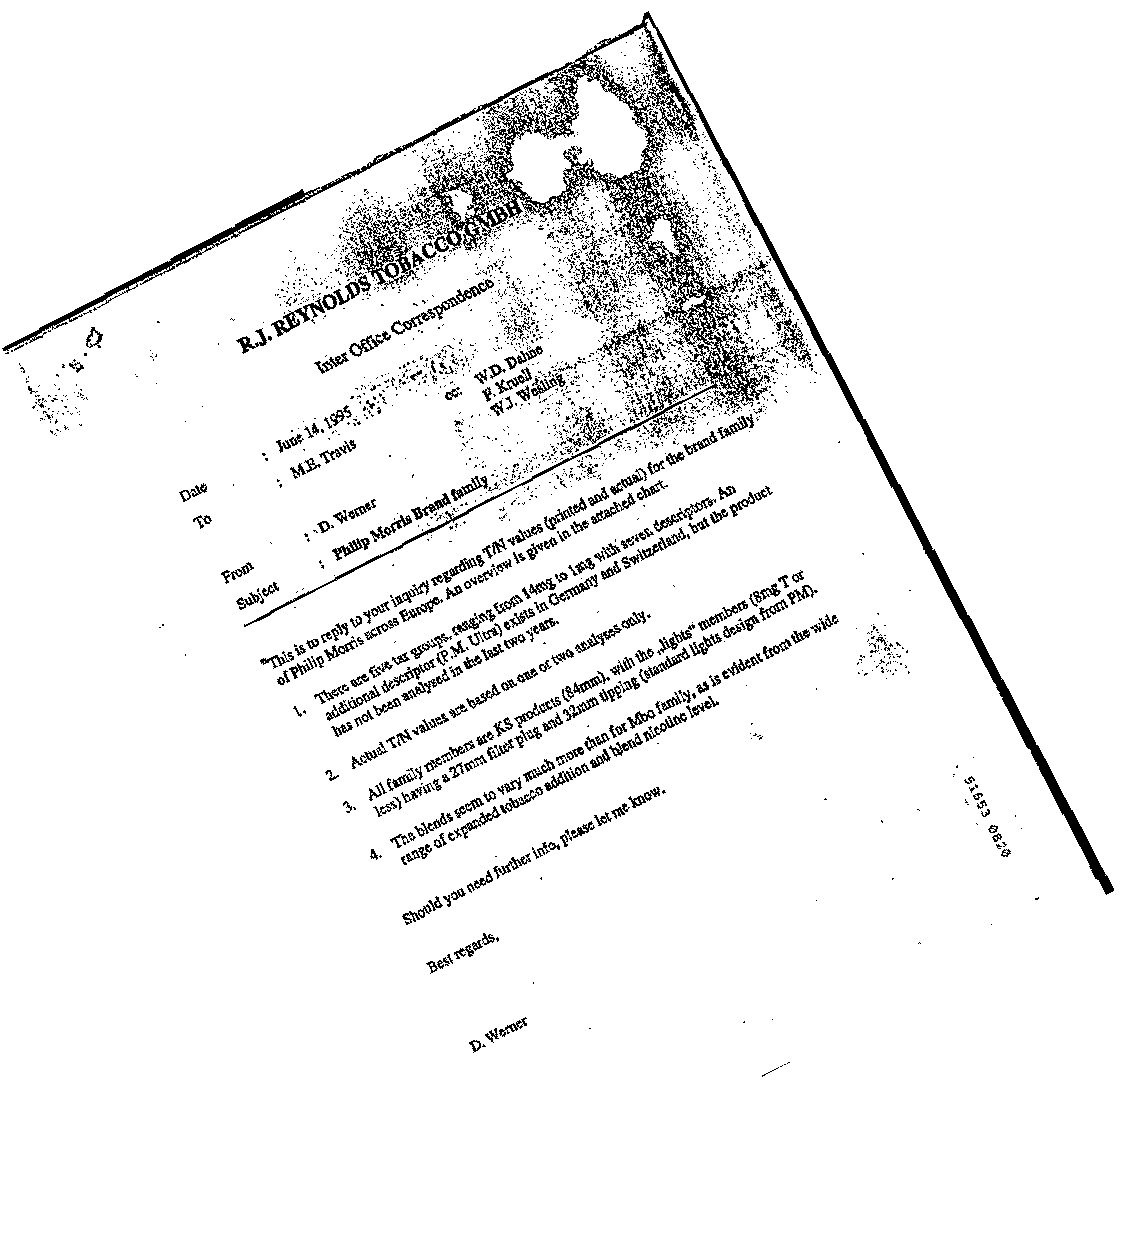 R.J. REYNOLDS TOBACCO GMBH
Inter Office Correspondence
Date : June 14, 1995 cc: W.D. Dahne
F. Kruell
W.J. Welling
To : M.E. Travis
From : D. Werner
Subject : Philip Morris Brand family
This is to reply to your inquiry regarding T/N values (printed and actual) for the brand family
of Philip Morris across Europe. An overview is given in the attached chart.
1. There are five tar groups, ranging from 14mg to 1mg with seven descriptors. An
additional descriptor (P.M. Ultra) exists in Germany and Switzerland, but the product
has not been analysed in the last two years.
2. Actual T/N values are based on one or two analyses only.
3. All family members are KS products (84mm), with the „lights“ members (8mg T or
less) having a 27mm filter plug and 32mm tipping (standard lights design from PM).
4. The blends seem to vary much more than for Mbo family, as is evident from the wide
range of expanded tobacco addition and blend nicotine level.
Should you need further info, please let me know.
Best regards,
D. Werner
51653 0820